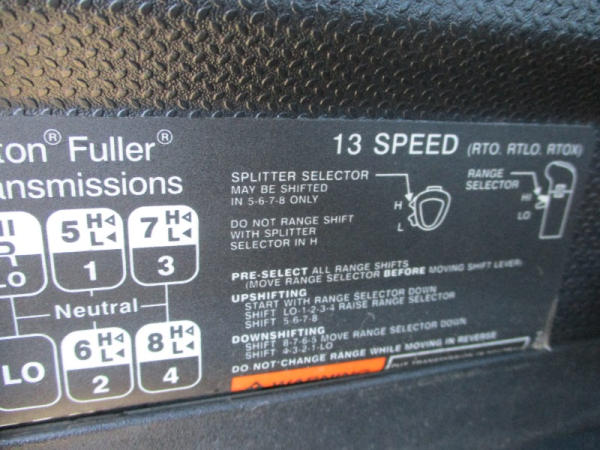 ton® Fuller®
ansmissions
13 SPEED (RTO. RTLO. RTOX)
SPLITTER SELECTOR
MAY BE SHIFTED
IN 5-6-7-8 ONLY
DO NOT RANGE SHIFT
WITH SPLITTER
SELECTOR IN H
H
L
RANGE
SELECTOR
HI
LO
HI
R
LO
5 H
L
1
7 H
L
3
Neutral
LO
6 H
L
2
8 H
L
4
PRE-SELECT ALL RANGE SHIFTS
(MOVE RANGE SELECTOR BEFORE MOVING SHIFT LEVER)
UPSHIFTING
START WITH RANGE SELECTOR DOWN
SHIFT LO-1-2-3-4 RAISE RANGE SELECTOR
SHIFT 5-6-7-8
DOWNSHIFTING
SHIFT 8-7-6-5 MOVE RANGE SELECTOR DOWN
SHIFT 4-3-2-1-LO
DO NOT CHANGE RANGE WHILE MOVING IN REVERSE
WARNING